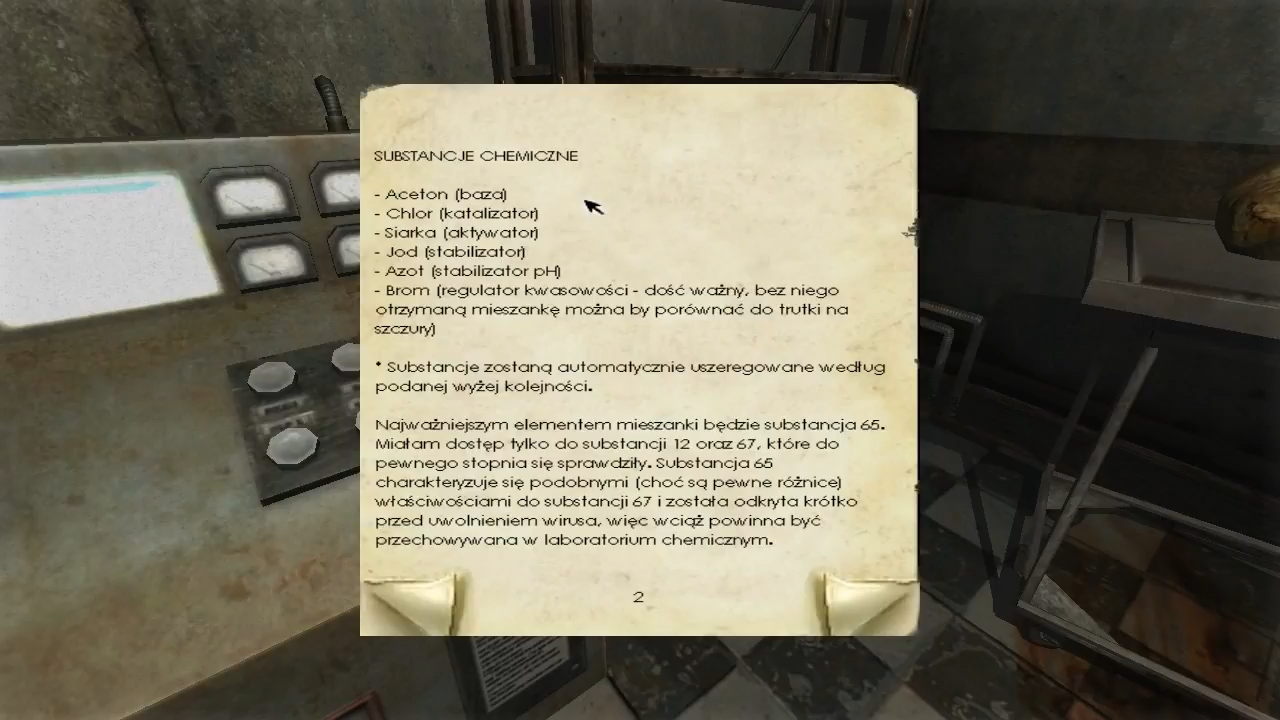 SUBSTANCJE CHEMICZNE
- Aceton (baza)
- Chlor (katalizator)
- Siarka (aktywator)
- Jod (stabilizator)
- Azot (stabilizator pH)
- Brom (regulator kwasowości - dość ważny, bez niego
otrzymaną mieszankę można by porównać do trutki na
szczury)
* Substancje zostaną automatycznie uszeregowane według
podanej wyżej kolejności.
Najważniejszym elementem mieszanki będzie substancja 65.
Miałam dostęp tylko do substancji 12 oraz 67, które do
pewnego stopnia się sprawdziły. Substancja 65
charakteryzuje się podobnymi (choć są pewne różnice)
właściwościami do substancji 67 i została odkryta krótko
przed uwolnieniem wirusa, więc wciąż powinna być
przechowywana w laboratorium chemicznym.
2